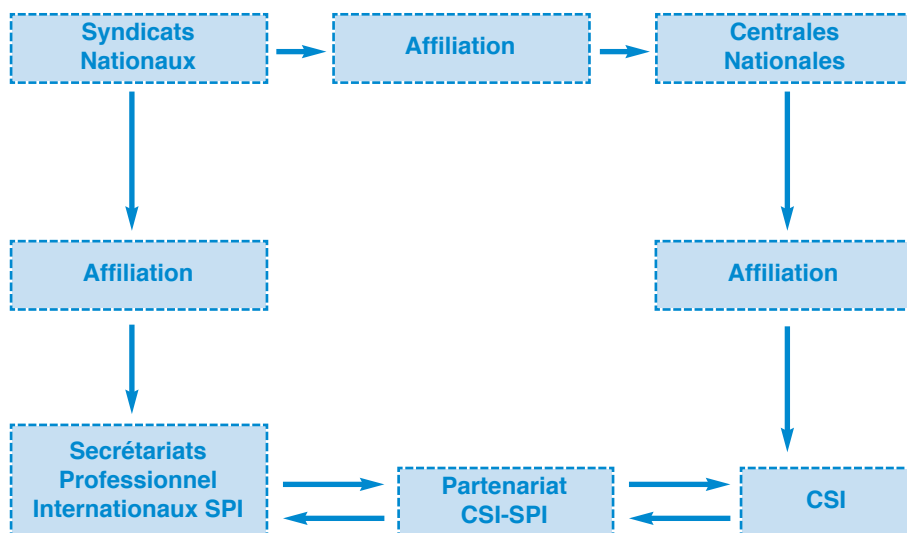 Syndicats
Nationaux
Affiliation
Centrales
Nationales
Affiliation
Affiliation
Secrétariats
Professionnel
Internationaux SPI
Partenariat
CSI-SPI
CSI